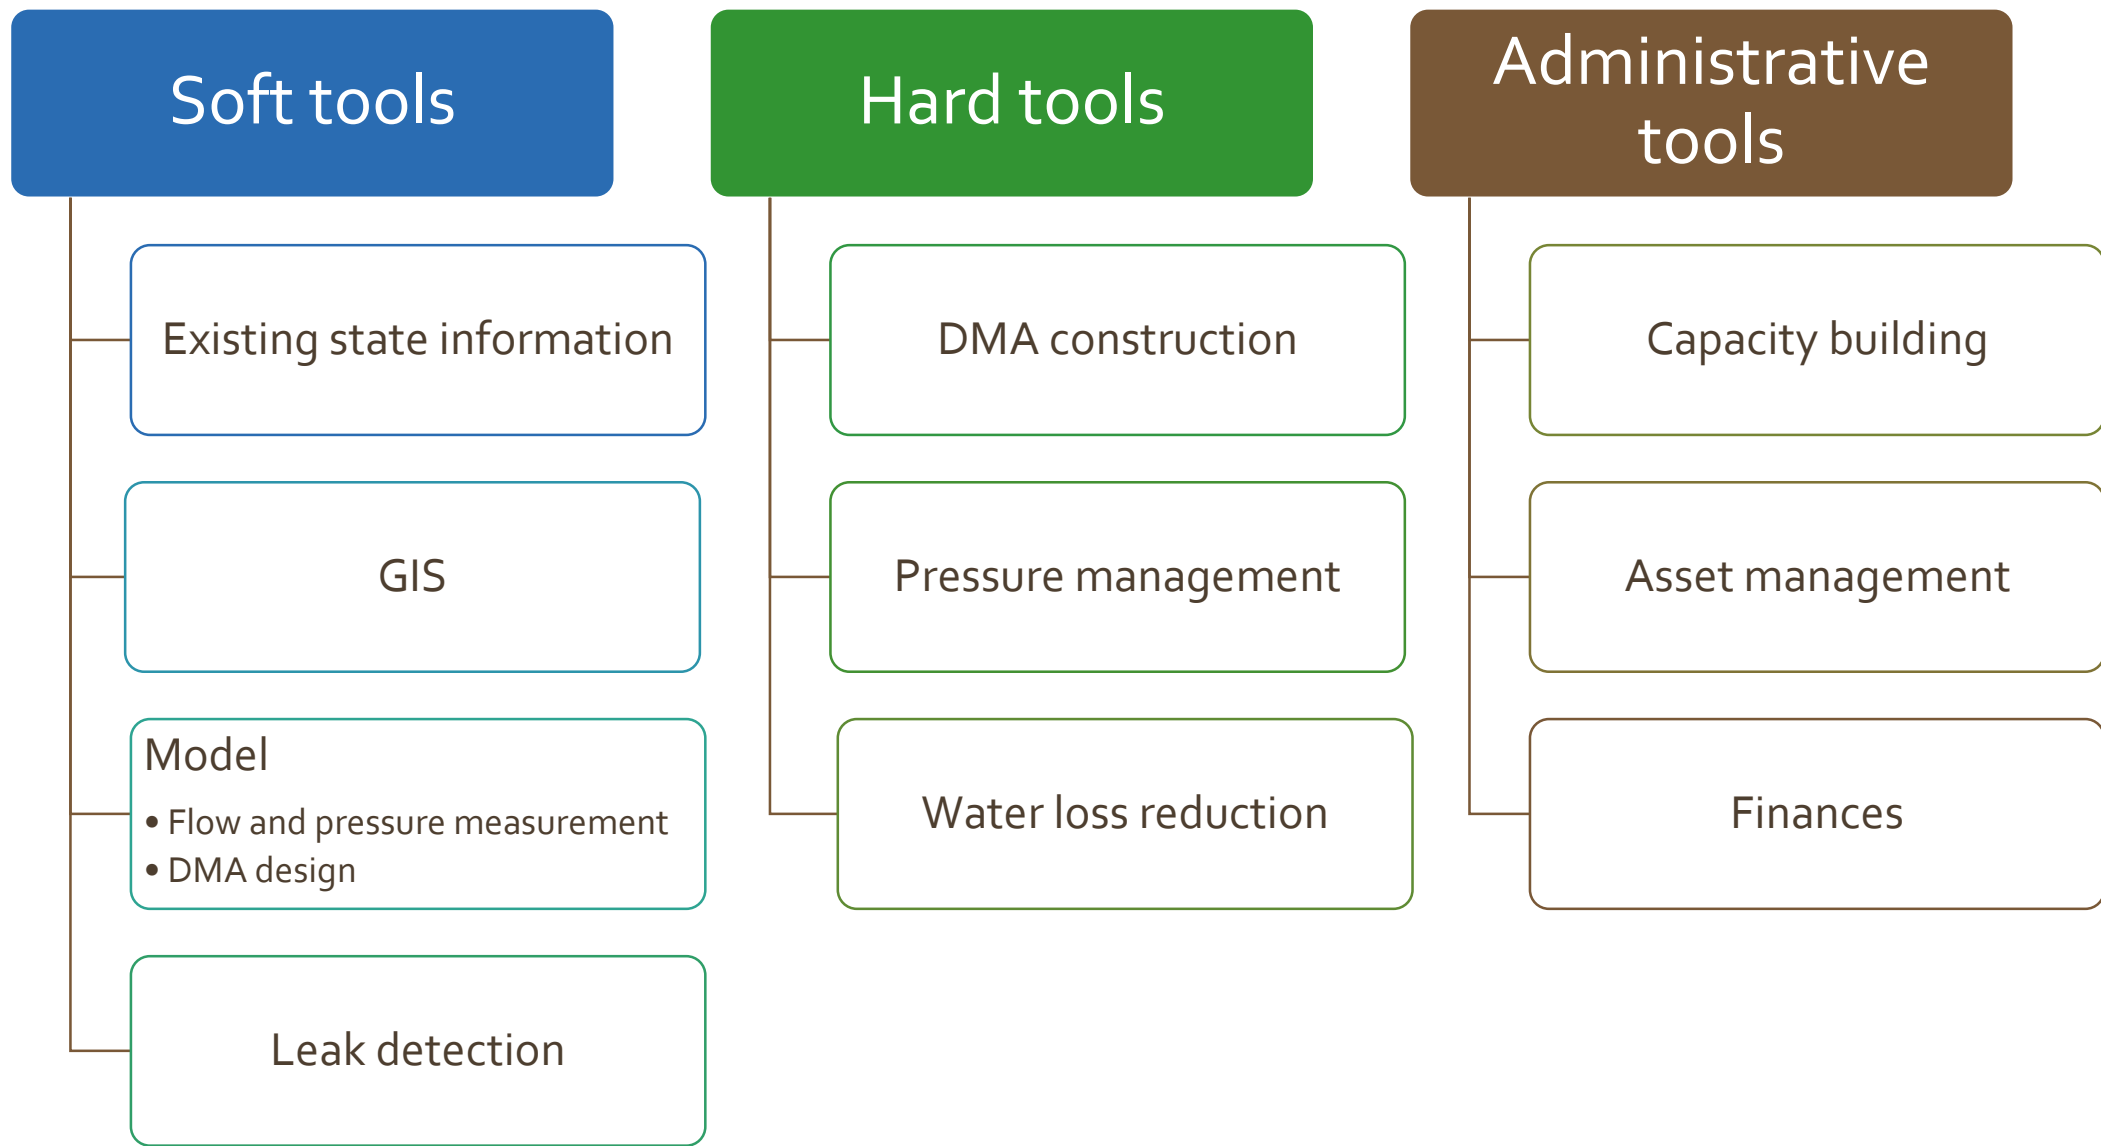 Soft tools
Existing state information
GIS
Model
• Flow and pressure measurement
• DMA design
Leak detection
Hard tools
DMA construction
Pressure management
Water loss reduction
Administrative
tools
Capacity building
Asset management
Finances